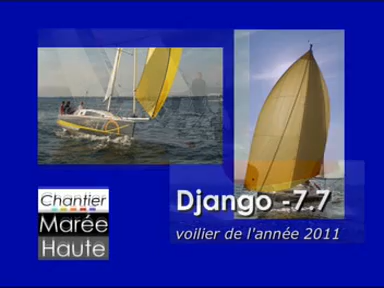 Chantier
Marée
Haute
Django -7.7
voilier de l'année 2011